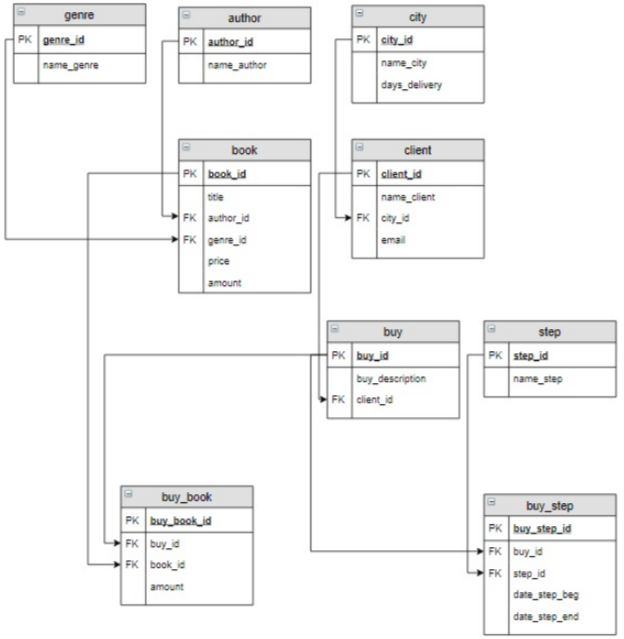 genre
PK genre_id
name_genre
author
PK author_id
name_author
city
PK city_id
name_city
days_delivery
book
PK book_id
title
FK author_id
FK genre_id
price
amount
client
PK client_id
name_client
FK city_id
email
buy
PK buy_id
buy_description
FK client_id
step
PK step_id
name_step
buy_book
PK buy_book_id
FK buy_id
FK book_id
amount
buy_step
PK buy_step_id
FK buy_id
FK step_id
date_step_beg
date_step_end